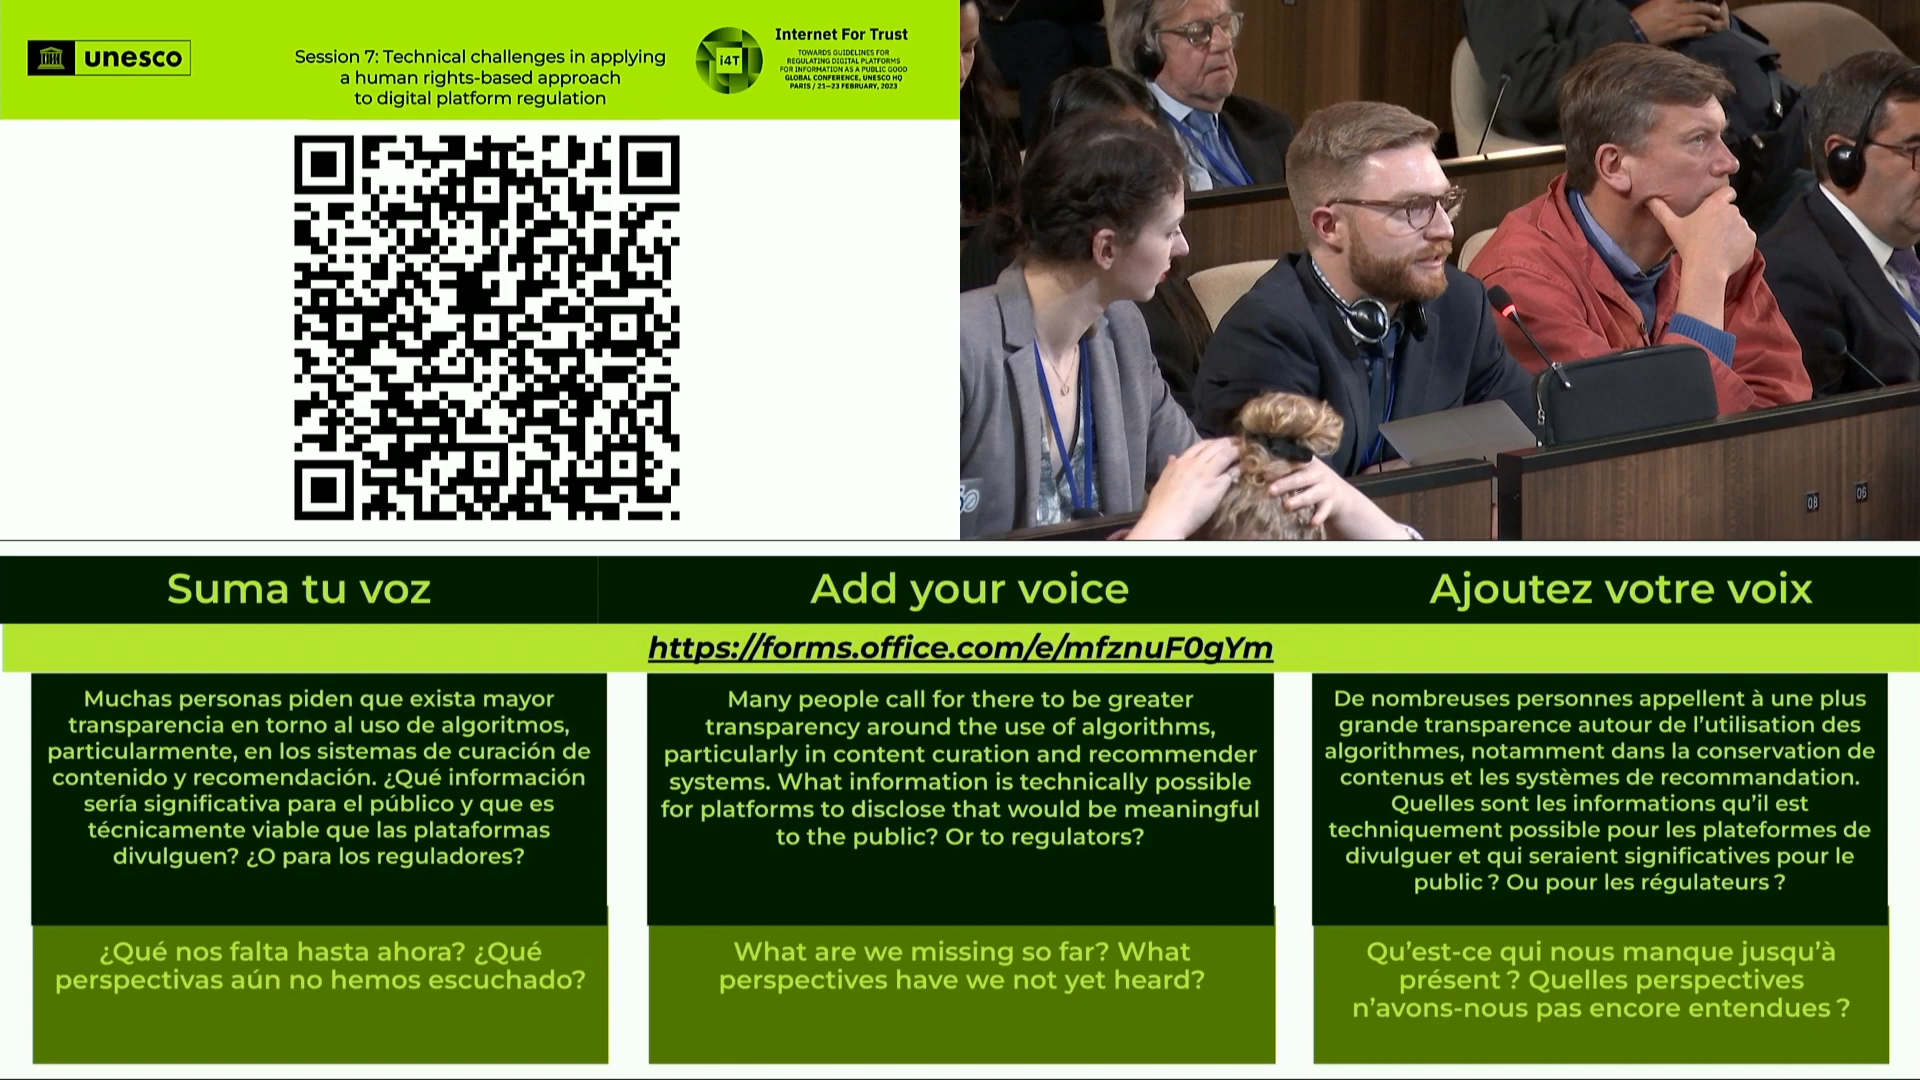 unesco
Session 7: Technical challenges in applying
a human rights-based approach
to digital platform regulation
i4T
Internet For Trust
TOWARDS GUIDELINES FOR
REGULATING DIGITAL PLATFORMS
FOR INFORMATION AS A PUBLIC GOOD
GLOBAL CONFERENCE, UNESCO HQ
PARIS / 21–23 FEBRUARY, 2023
08
06
Suma tu voz
Add your voice
Ajoutez votre voix
https://forms.office.com/e/mfznuF0gYm
Muchas personas piden que exista mayor
transparencia en torno al uso de algoritmos,
particularmente, en los sistemas de curación de
contenido y recomendación. ¿Qué información
sería significativa para el público y que es
técnicamente viable que las plataformas
divulguen? ¿O para los reguladores?
¿Qué nos falta hasta ahora? ¿Qué
perspectivas aún no hemos escuchado?
Many people call for there to be greater
transparency around the use of algorithms,
particularly in content curation and recommender
systems. What information is technically possible
for platforms to disclose that would be meaningful
to the public? Or to regulators?
What are we missing so far? What
perspectives have we not yet heard?
De nombreuses personnes appellent à une plus
grande transparence autour de l’utilisation des
algorithmes, notamment dans la conservation de
contenus et les systèmes de recommandation.
Quelles sont les informations qu’il est
techniquement possible pour les plateformes de
divulguer et qui seraient significatives pour le
public ? Ou pour les régulateurs ?
Qu’est-ce qui nous manque jusqu’à
présent ? Quelles perspectives
n’avons-nous pas encore entendues ?